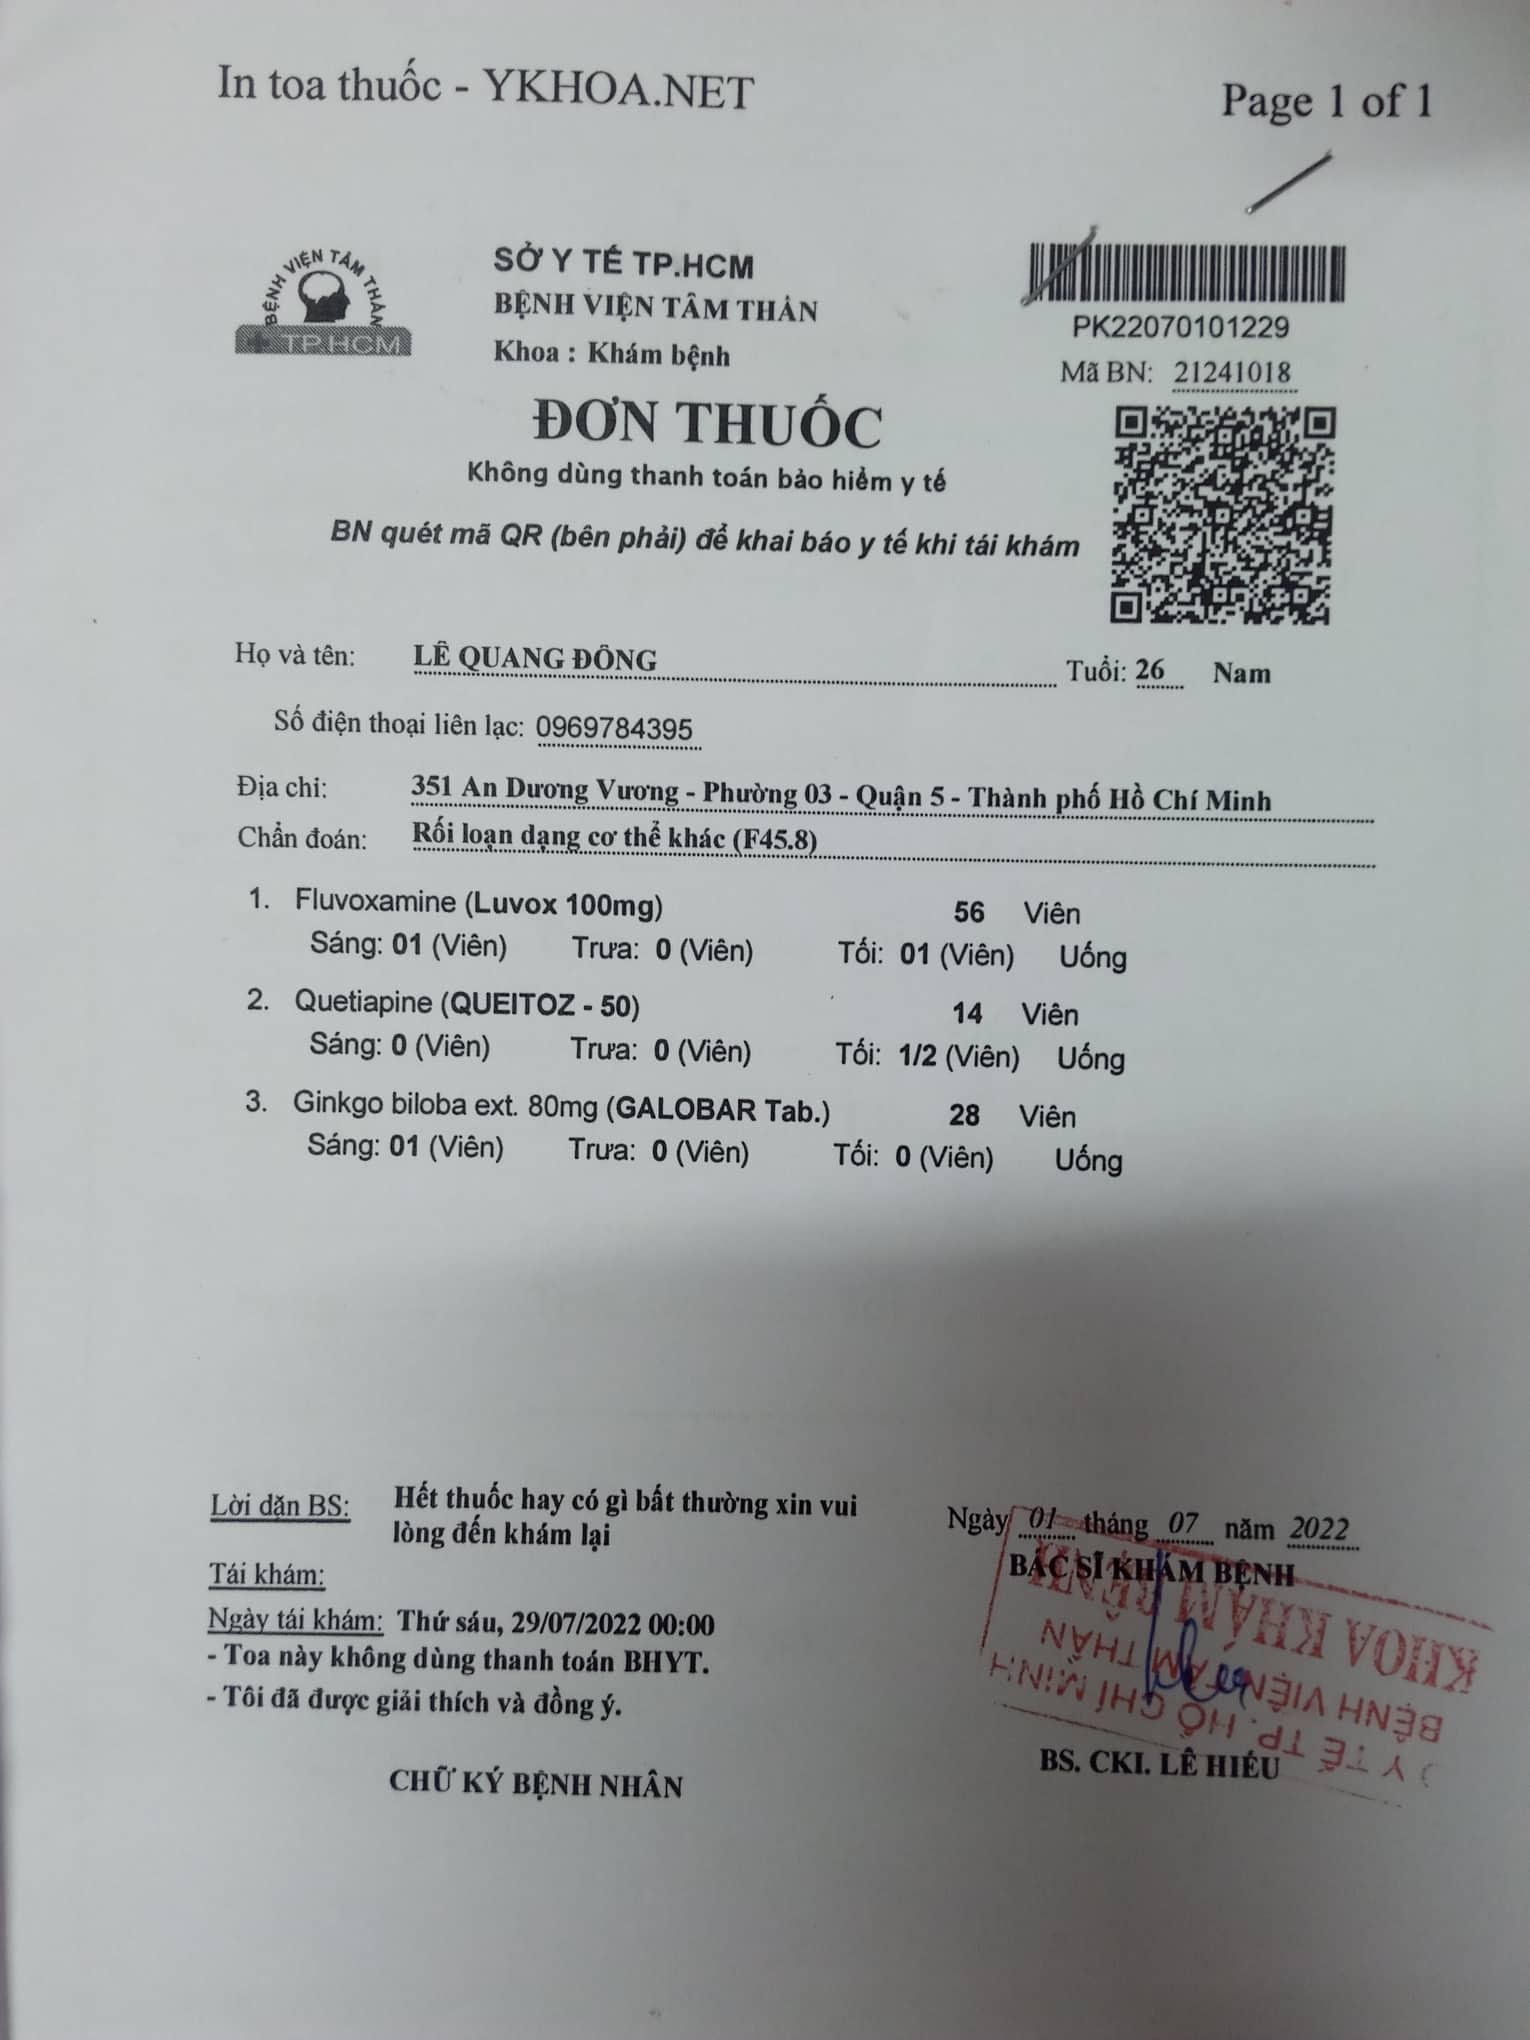 In toa thuốc - YKHOA.NET
Page 1 of 1
BỆNH VIỆN TÂM THẦN
TP.HCM
SỞ Y TẾ TP.HCM
BỆNH VIỆN TÂM THẦN
Khoa : Khám bệnh
PK22070101229
Mã BN: 21241018
ĐƠN THUỐC
Không dùng thanh toán bảo hiểm y tế
BN quét mã QR (bên phải) để khai báo y tế khi tái khám
Họ và tên: LÊ QUANG ĐÔNG Tuổi: 26 Nam
Số điện thoại liên lạc: 0969784395
Địa chỉ: 351 An Dương Vương - Phường 03 - Quận 5 - Thành phố Hồ Chí Minh
Chẩn đoán: Rối loạn dạng cơ thể khác (F45.8)
1. Fluvoxamine (Luvox 100mg) 56 Viên
Sáng: 01 (Viên) Trưa: 0 (Viên) Tối: 01 (Viên) Uống
2. Quetiapine (QUEITOZ - 50) 14 Viên
Sáng: 0 (Viên) Trưa: 0 (Viên) Tối: 1/2 (Viên) Uống
3. Ginkgo biloba ext. 80mg (GALOBAR Tab.) 28 Viên
Sáng: 01 (Viên) Trưa: 0 (Viên) Tối: 0 (Viên) Uống
Lời dặn BS: Hết thuốc hay có gì bất thường xin vui
lòng đến khám lại
Ngày 01 tháng 07 năm 2022
BÁC SĨ KHÁM BỆNH
Tái khám:
Ngày tái khám: Thứ sáu, 29/07/2022 00:00
- Toa này không dùng thanh toán BHYT.
- Tôi đã được giải thích và đồng ý.
Y TẾ TP. HỒ CHÍ MINH
BỆNH VIỆN TÂM THẦN
KHOA KHÁM BỆNH
CHỮ KÝ BỆNH NHÂN
BS. CKI. LÊ HIẾU